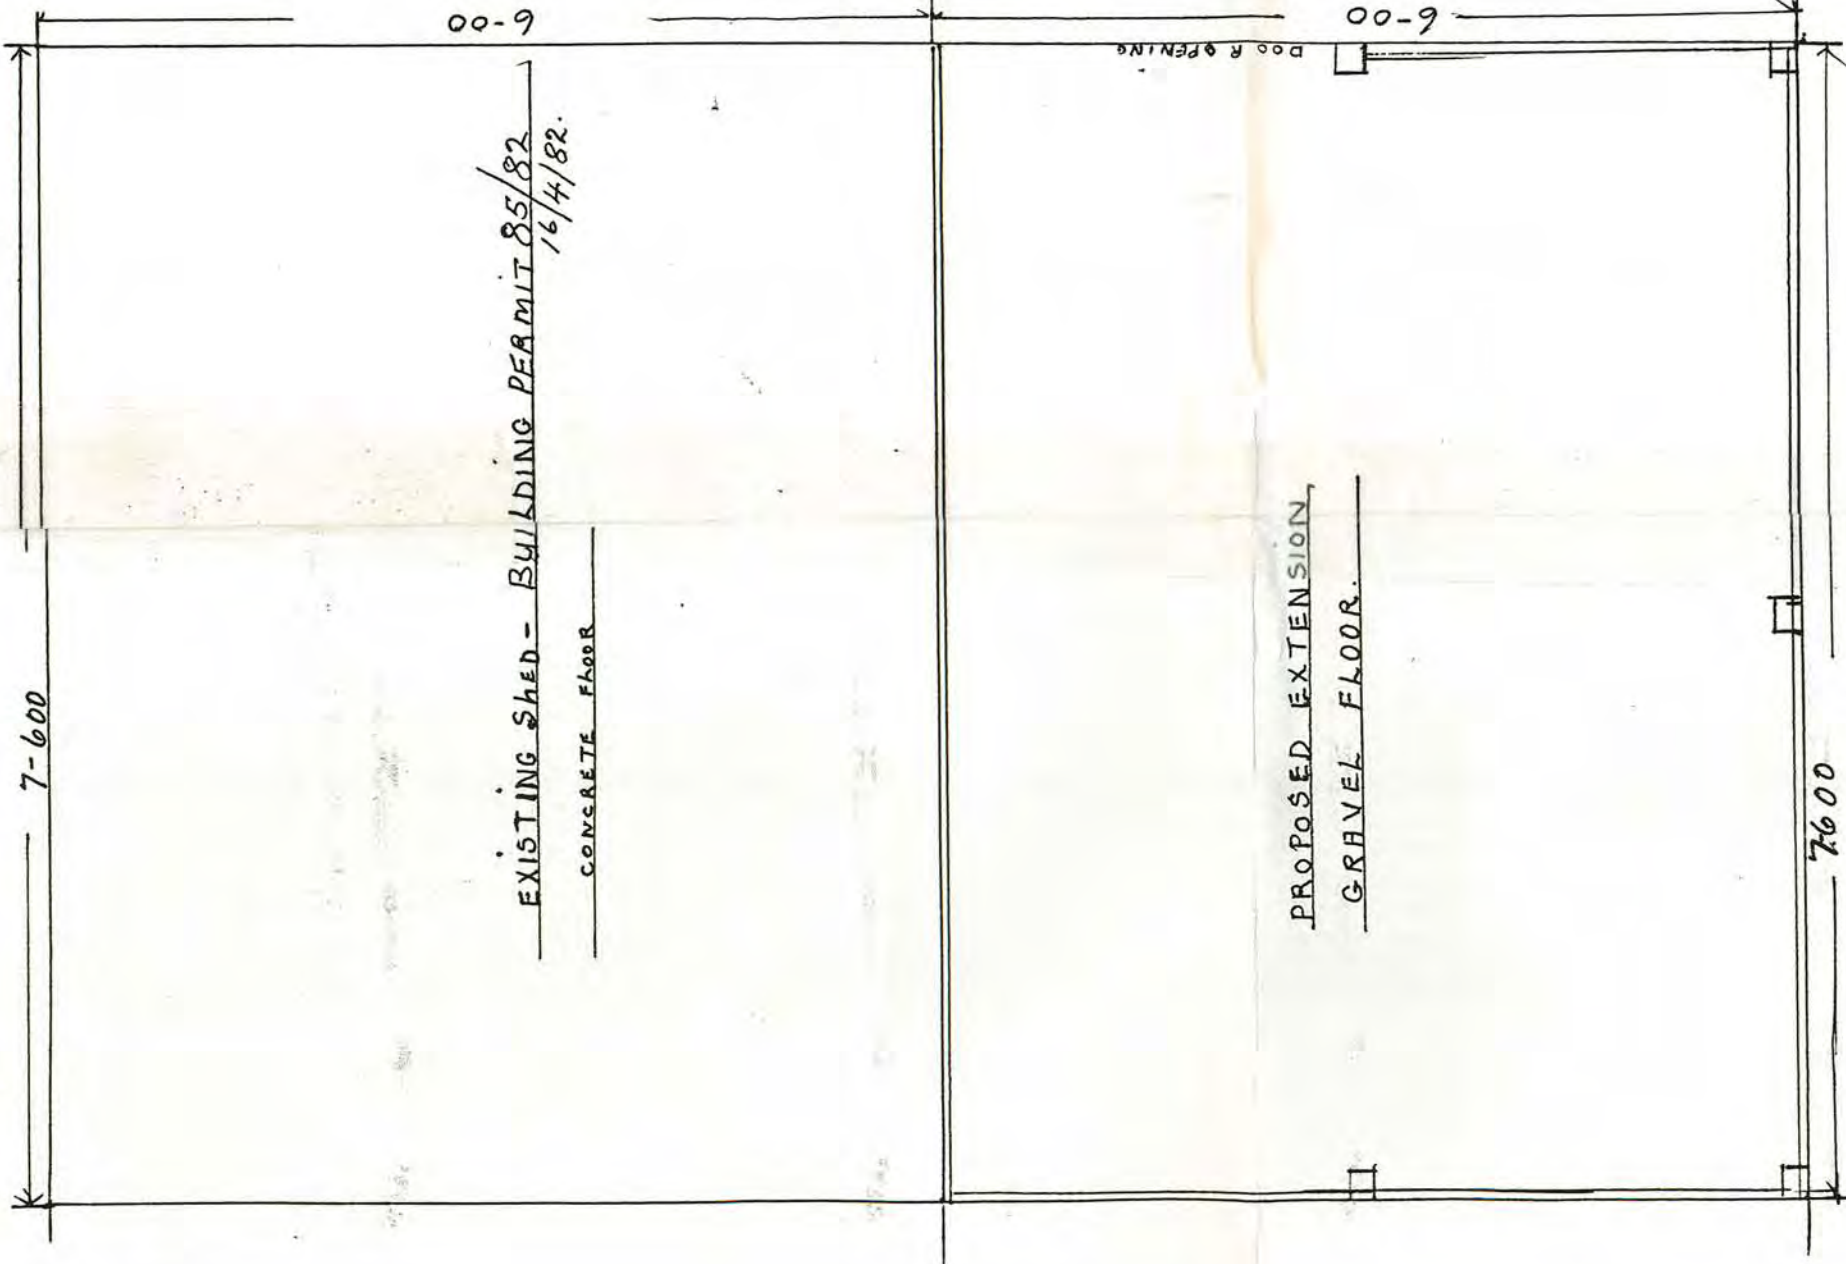 6-00
6-00
DOOR OPENING
7-600
EXISTING SHED - BUILDING PERMIT 85/82
16/4/82.
CONCRETE FLOOR
PROPOSED EXTENSION
GRAVEL FLOOR.
7600